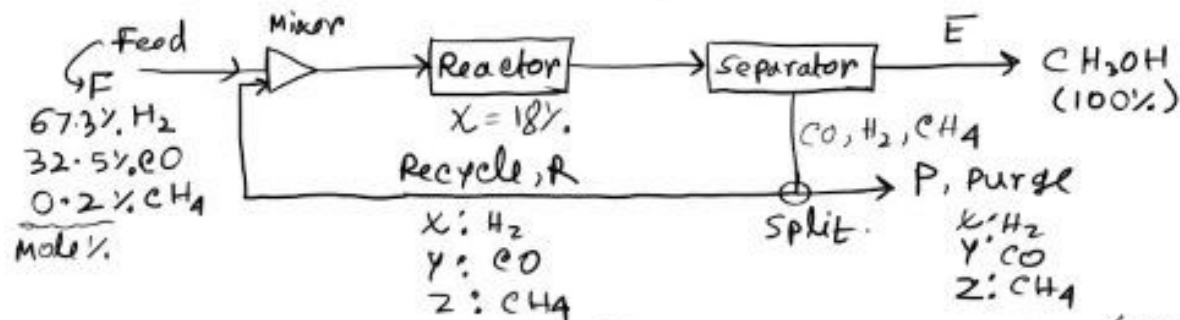 Feed
Mixer
F
67.3% H2
32.5% CO
0.2% CH4
Mole%
Reactor
X = 18%.
Separator
E
CH3OH
(100%)
CO, H2, CH4
Recycle, R
X: H2
Y: CO
Z: CH4
Split.
P, purge
X: H2
Y: CO
Z: CH4